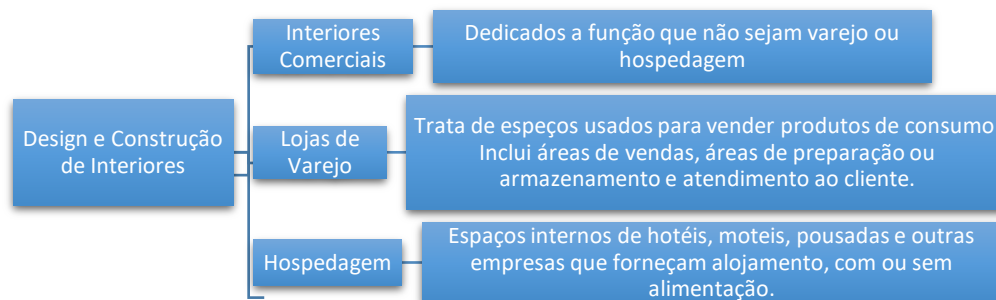 Design e Construção
de Interiores
Interiores
Comerciais
Dedicados a função que não sejam varejo ou
hospedagem
Lojas de
Varejo
Trata de espeços usados para vender produtos de consumo
Inclui áreas de vendas, áreas de preparação ou
armazenamento e atendimento ao cliente.
Hospedagem
Espaços internos de hotéis, moteis, pousadas e outras
empresas que forneçam alojamento, com ou sem
alimentação.